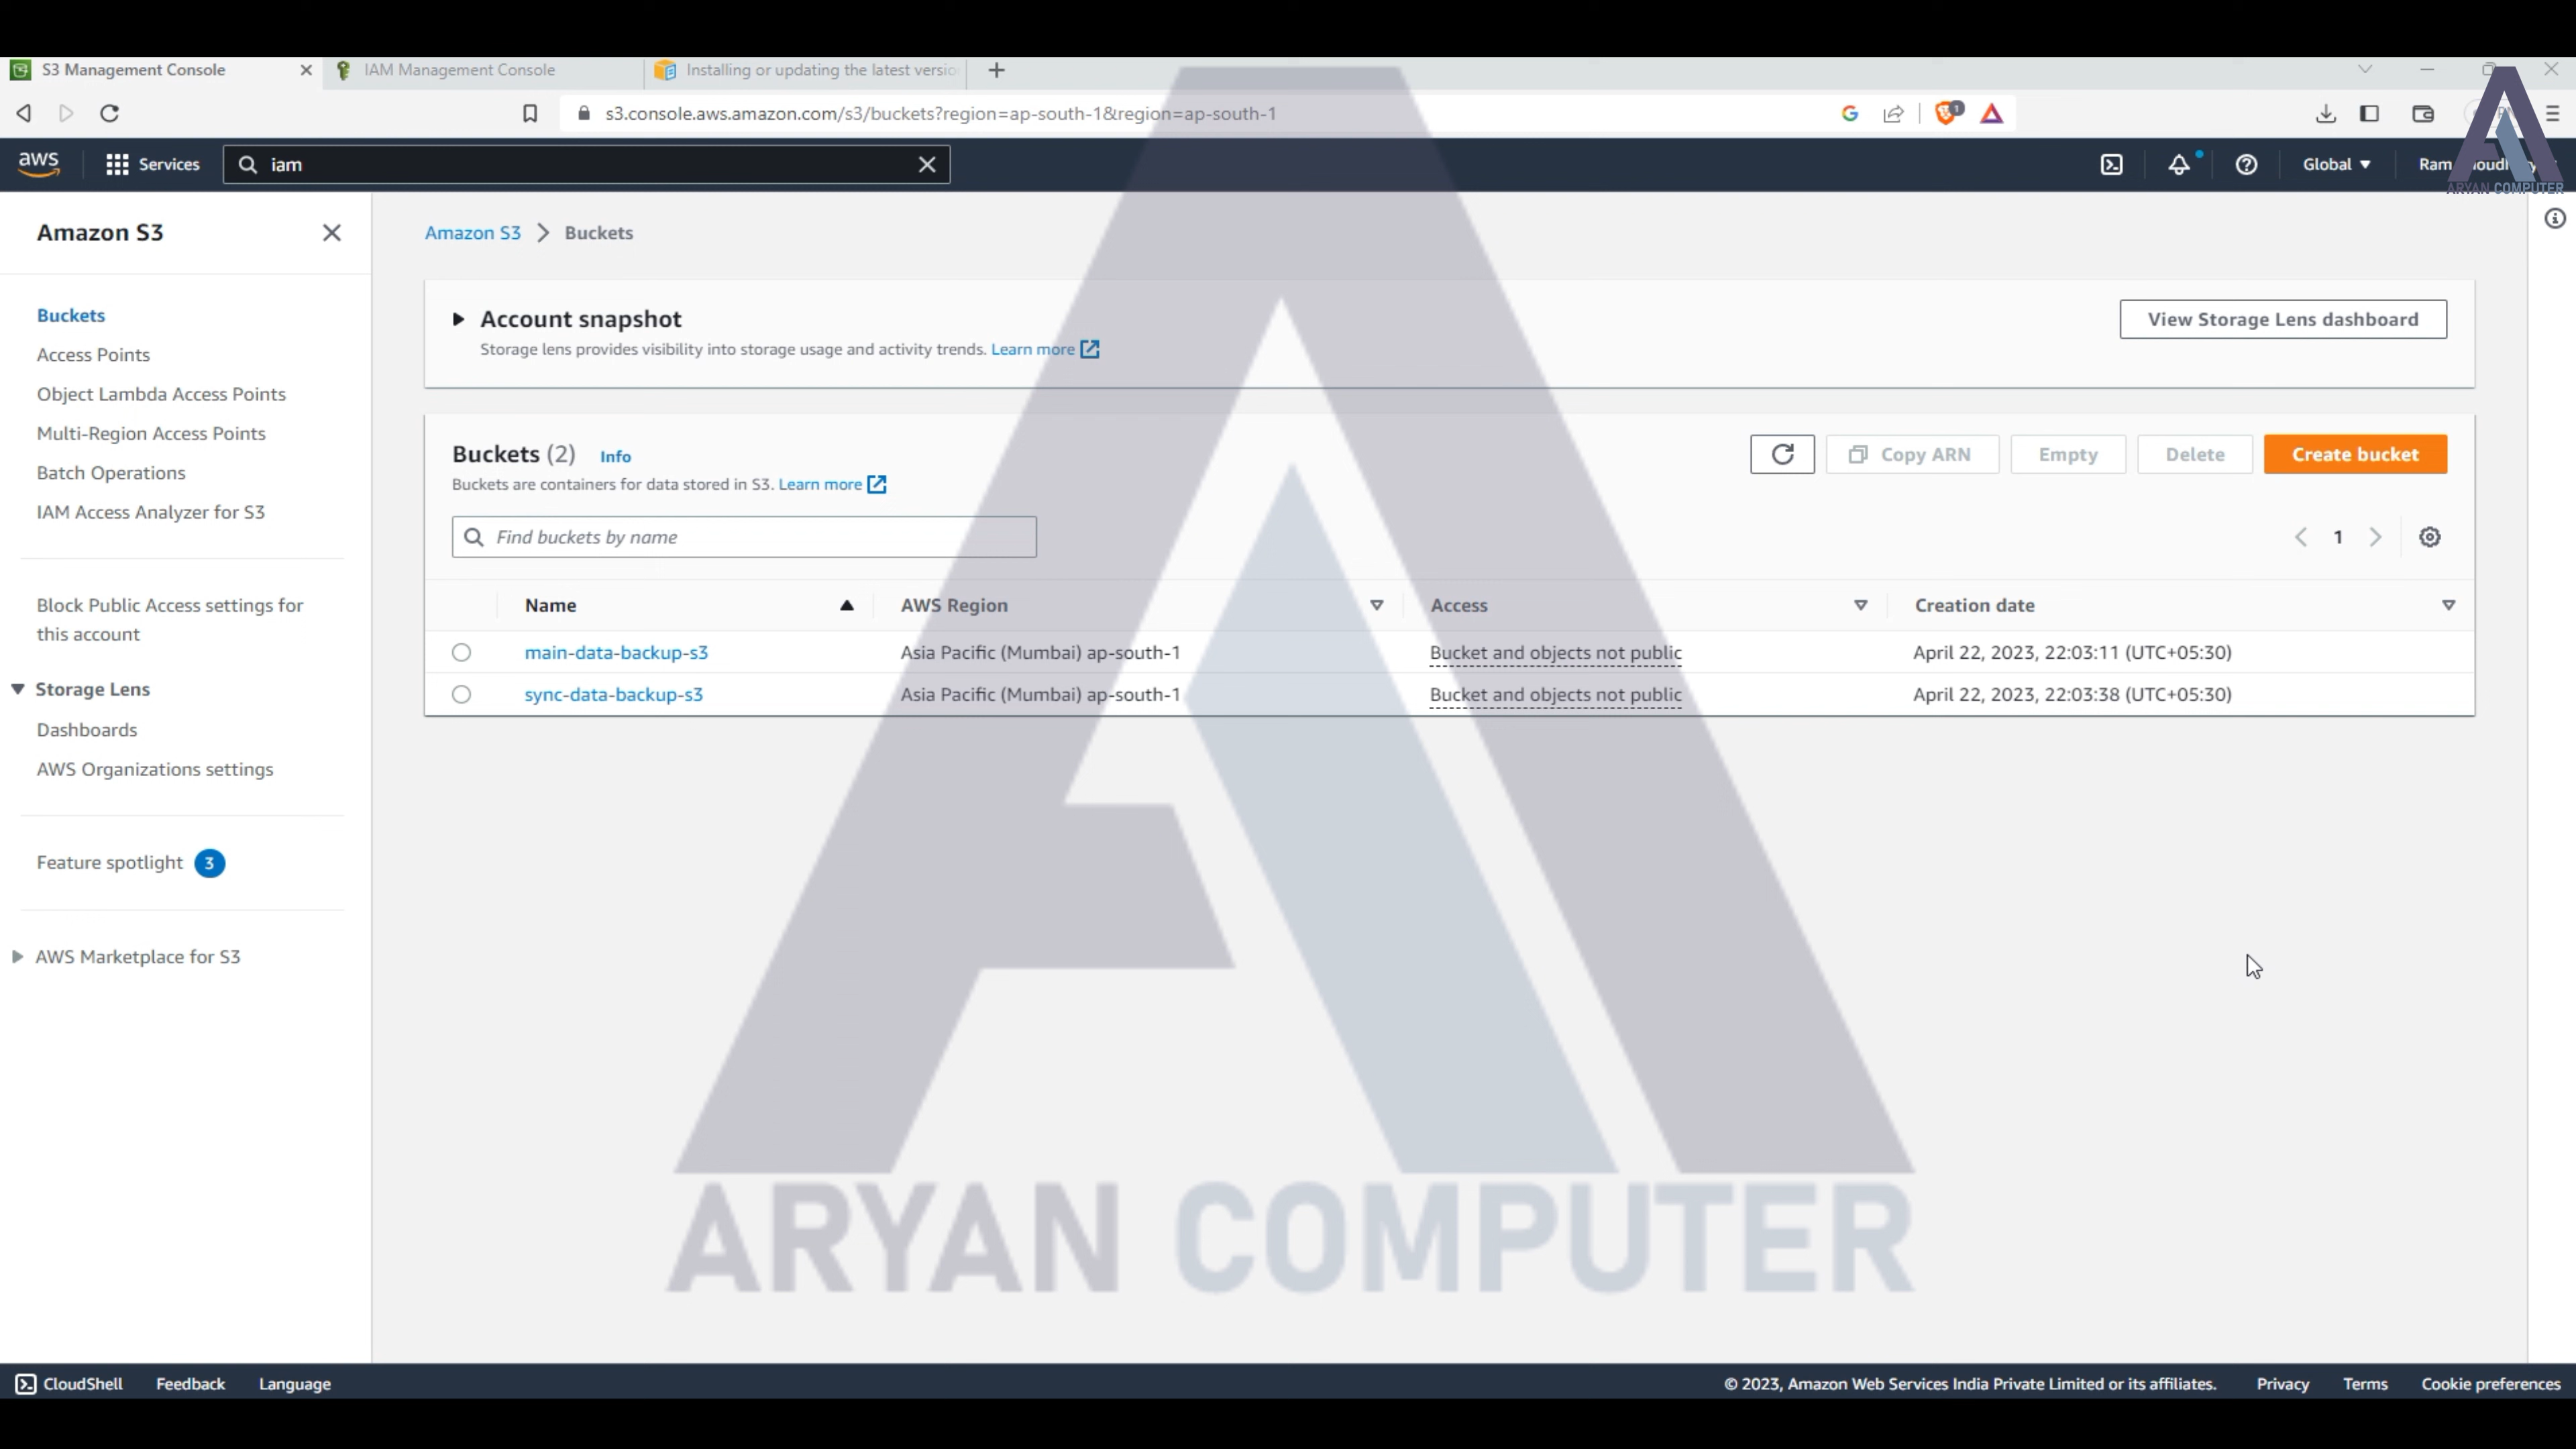 S3 Management Console
IAM Management Console
Installing or updating the latest versio
s3.console.aws.amazon.com/s3/buckets?region=ap-south-1&region=ap-south-1
1
aws
Services
iam
Global
Ram
ARYAN COMPUTER
Amazon S3
Buckets
Access Points
Object Lambda Access Points
Multi-Region Access Points
Batch Operations
IAM Access Analyzer for S3
Block Public Access settings for
this account
Storage Lens
Dashboards
AWS Organizations settings
Feature spotlight 3
AWS Marketplace for S3
Amazon S3 > Buckets
Account snapshot
Storage lens provides visibility into storage usage and activity trends. Learn more
View Storage Lens dashboard
Buckets (2) Info
Buckets are containers for data stored in S3. Learn more
Copy ARN
Empty
Delete
Create bucket
Find buckets by name
1
Name AWS Region Access Creation date
main-data-backup-s3 Asia Pacific (Mumbai) ap-south-1 Bucket and objects not public April 22, 2023, 22:03:11 (UTC+05:30)
sync-data-backup-s3 Asia Pacific (Mumbai) ap-south-1 Bucket and objects not public April 22, 2023, 22:03:38 (UTC+05:30)
ARYAN COMPUTER
CloudShell Feedback Language
© 2023, Amazon Web Services India Private Limited or its affiliates. Privacy Terms Cookie preferences